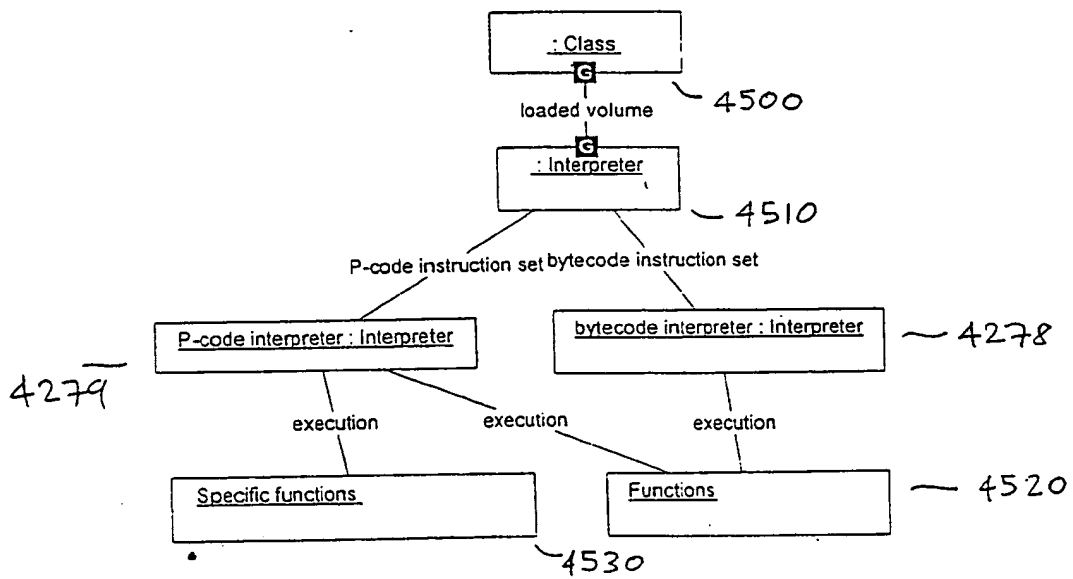 : Class
G
4500
loaded volume
G
: Interpreter
4510
P-code instruction set bytecode instruction set
P-code interpreter : Interpreter
bytecode interpreter : Interpreter
4278
4279
execution
execution
execution
Specific functions
Functions
4520
4530